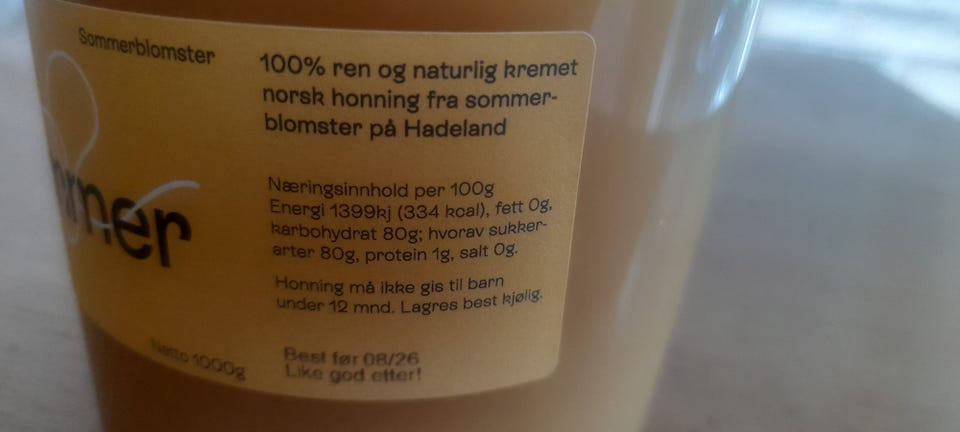 Sommerblomster
100% ren og naturlig kremet
norsk honning fra sommer-
blomster på Hadeland
mmer
Næringsinnhold per 100g
Energi 1399kj (334 kcal), fett 0g,
karbohydrat 80g; hvorav sukker-
arter 80g, protein 1g, salt 0g.
Honning må ikke gis til barn
under 12 mnd. Lagres best kjølig.
Netto 1000g
Best før 08/26
Like god etter!